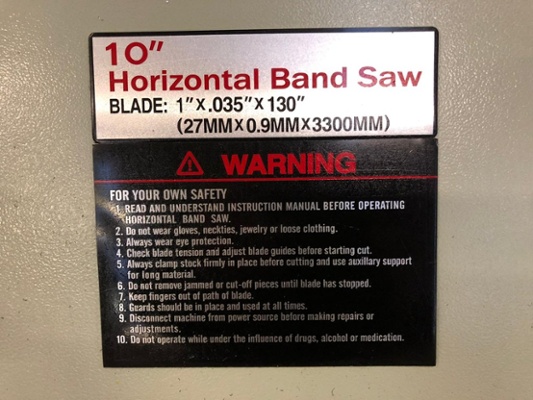 10"
Horizontal Band Saw
BLADE: 1"X.035"X130"
(27MMX0.9MMX3300MM)
WARNING
FOR YOUR OWN SAFETY
1. READ AND UNDERSTAND INSTRUCTION MANUAL BEFORE OPERATING
HORIZONTAL BAND SAW.
2. Do not wear gloves, neckties, jewelry or loose clothing.
3. Always wear eye protection.
4. Check blade tension and adjust blade guides before starting cut.
5. Always clamp stock firmly in place before cutting and use auxillary support
for long material.
6. Do not remove jammed or cut-off pieces until blade has stopped.
7. Keep fingers out of path of blade.
8. Geards should be in place and used at all times.
9. Disconnect machine from power source before making repairs or
adjustments.
10. Do not operate while under the influence of drugs, alcohol or medication.